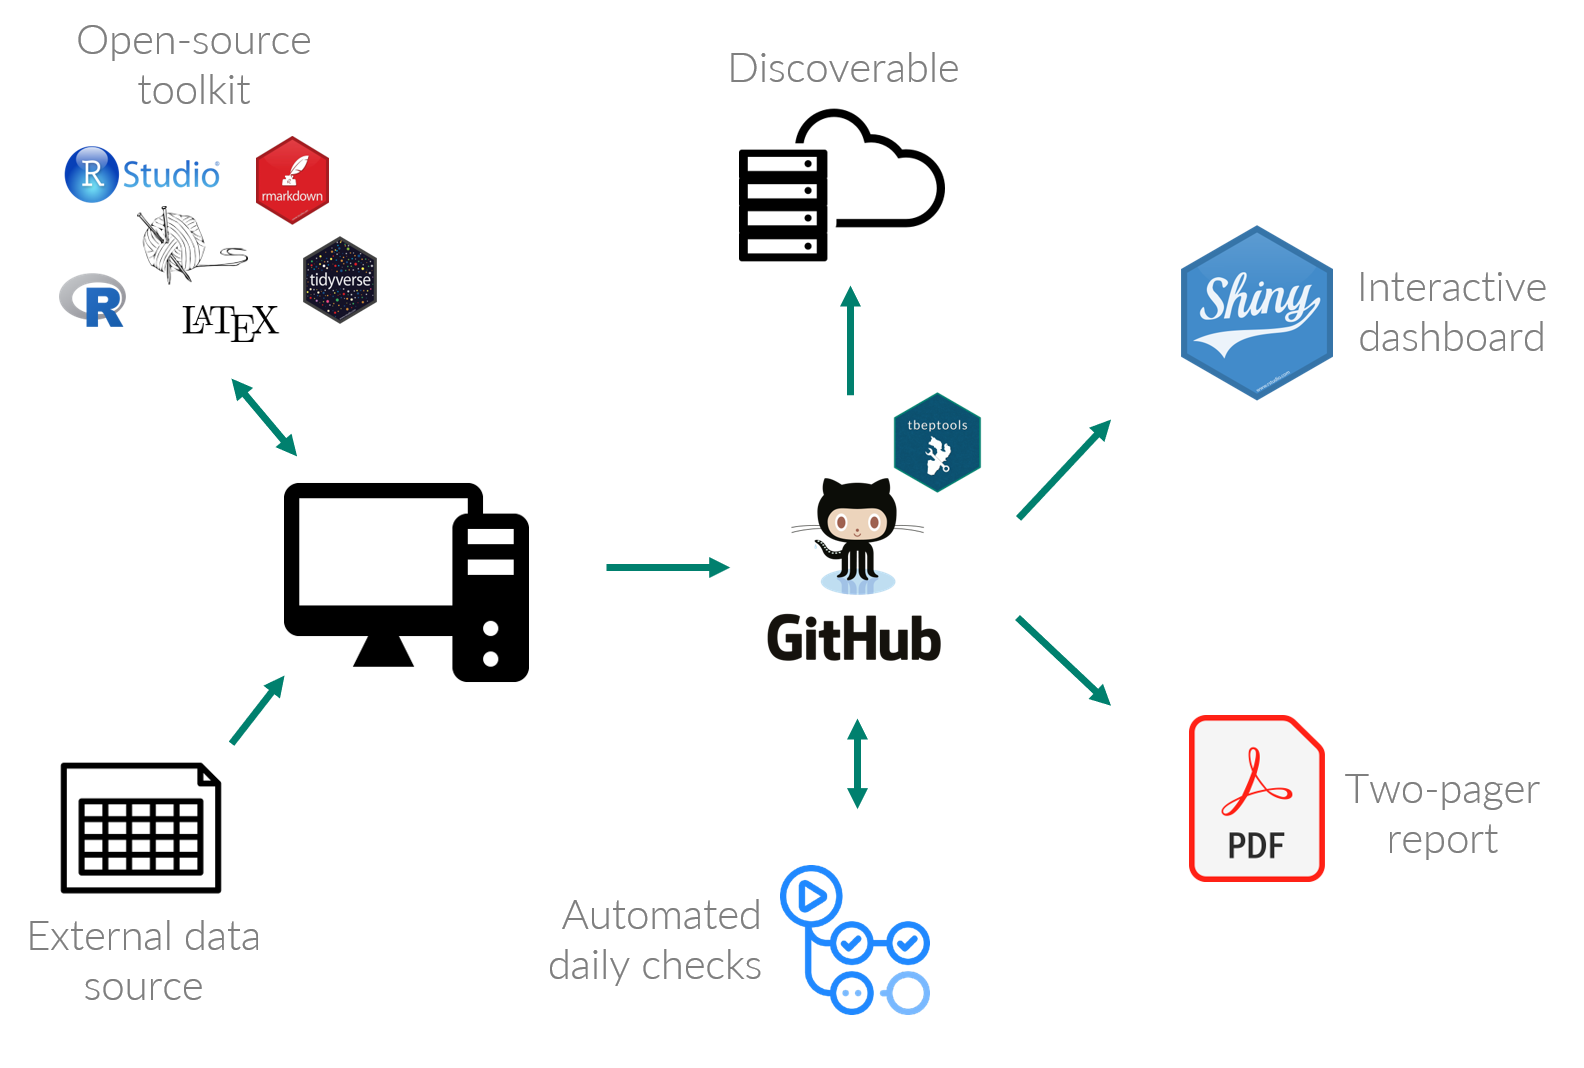 Open-source
toolkit
R Studio
rmarkdown
tidyverse
R
LATEX
External data
source
Discoverable
tbeptools
GitHub
Automated
daily checks
Shiny
Interactive
dashboard
PDF
Two-pager
report